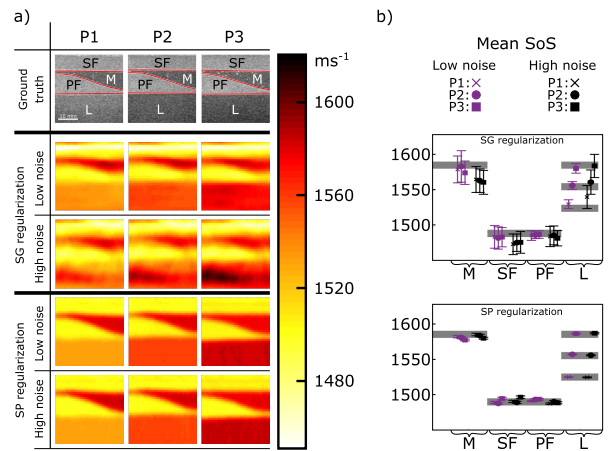 a)
P1 P2 P3
Ground truth
SF
M
PF
L
SF
M
PF
L
SF
M
PF
L
10 mm
SG regularization
Low noise
High noise
SP regularization
Low noise
High noise
ms⁻¹
1600
1560
1520
1480
b)
Mean SoS
Low noise High noise
P1: P1:
P2: P2:
P3: P3:
SG regularization
1600
1550
1500
M SF PF L
SP regularization
1600
1550
1500
M SF PF L